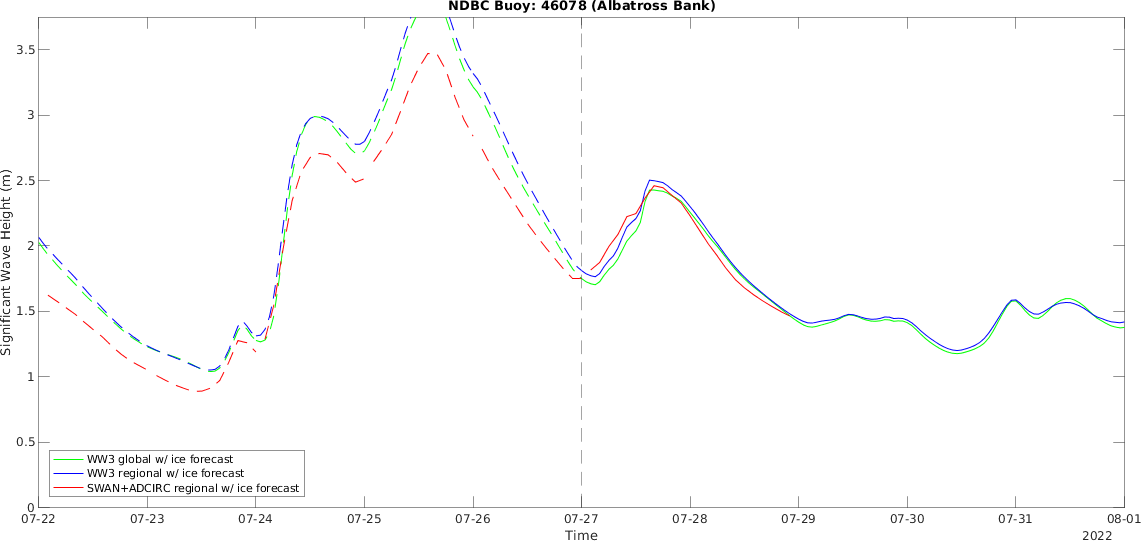 NDBC Buoy: 46078 (Albatross Bank)
3.5
3
2.5
2
1.5
1
0.5
0
Significant Wave Height (m)
WW3 global w/ ice forecast
WW3 regional w/ ice forecast
SWAN+ADCIRC regional w/ ice forecast
07-22 07-23 07-24 07-25 07-26 07-27 07-28 07-29 07-30 07-31 08-01
Time
2022